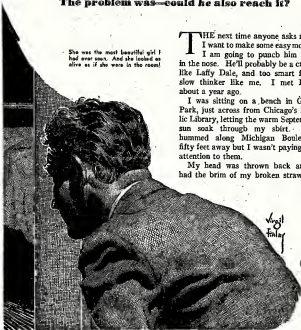 The problem was—could he also reach it?
She was the most beautiful girl I
had ever seen. And she looked as
alive as if she were in the room!
THE next time anyone asks
I want to make some easy mo
I am going to punch him
in the nose. He'll probably be a
like Laffy Dale, and too smart f
slow thinker like me. I met
about a year ago.
I was sitting on a bench in G
Park, just across from Chicago's
lic Library, letting the warm Septem
sun soak through my shirt.
hummed along Michigan Boule
fifty feet away but I wasn't paying
attention to them.
My head was thrown back an
had the brim of my broken straw
Virgil
Finlay